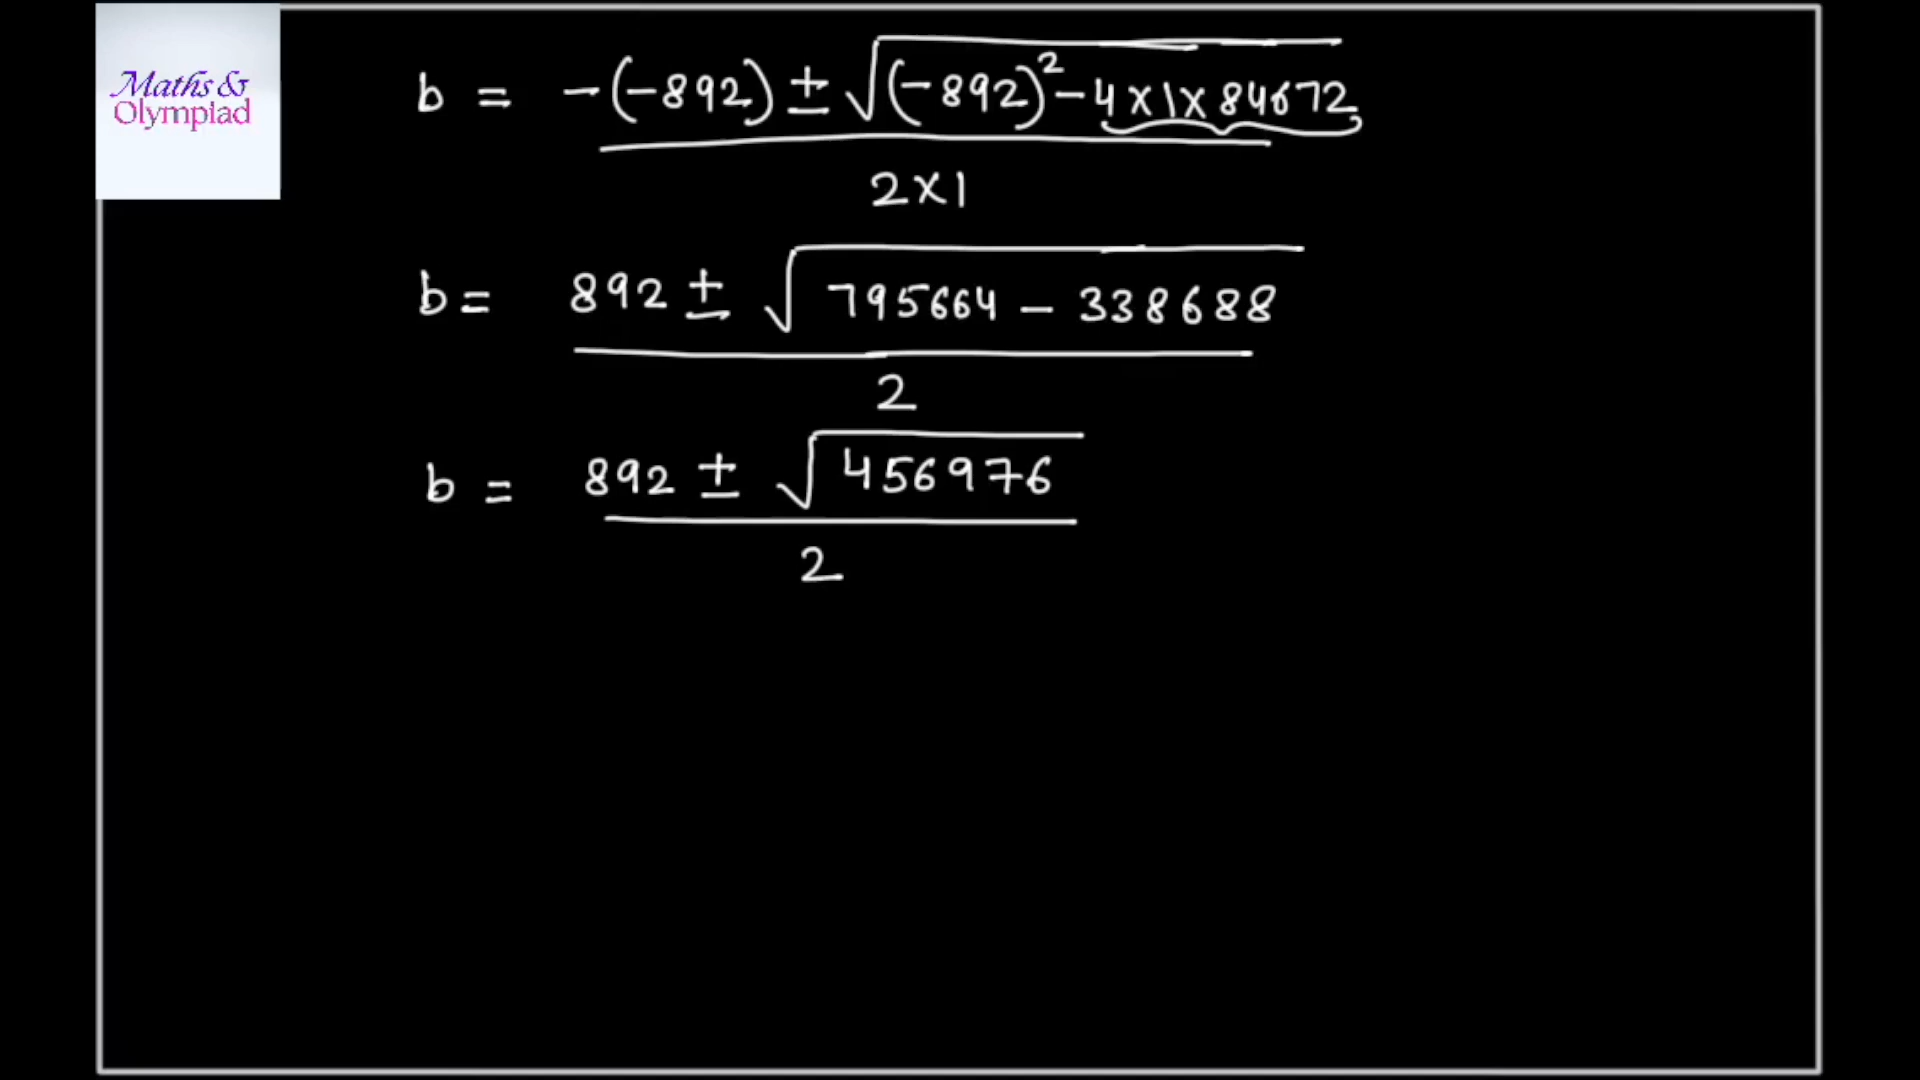 Maths &
Olympiad
b = -(-892) ± √(-892)² - 4 × 1 × 84672
2 × 1
b = 892 ± √795664 - 338688
2
b = 892 ± √456976
2